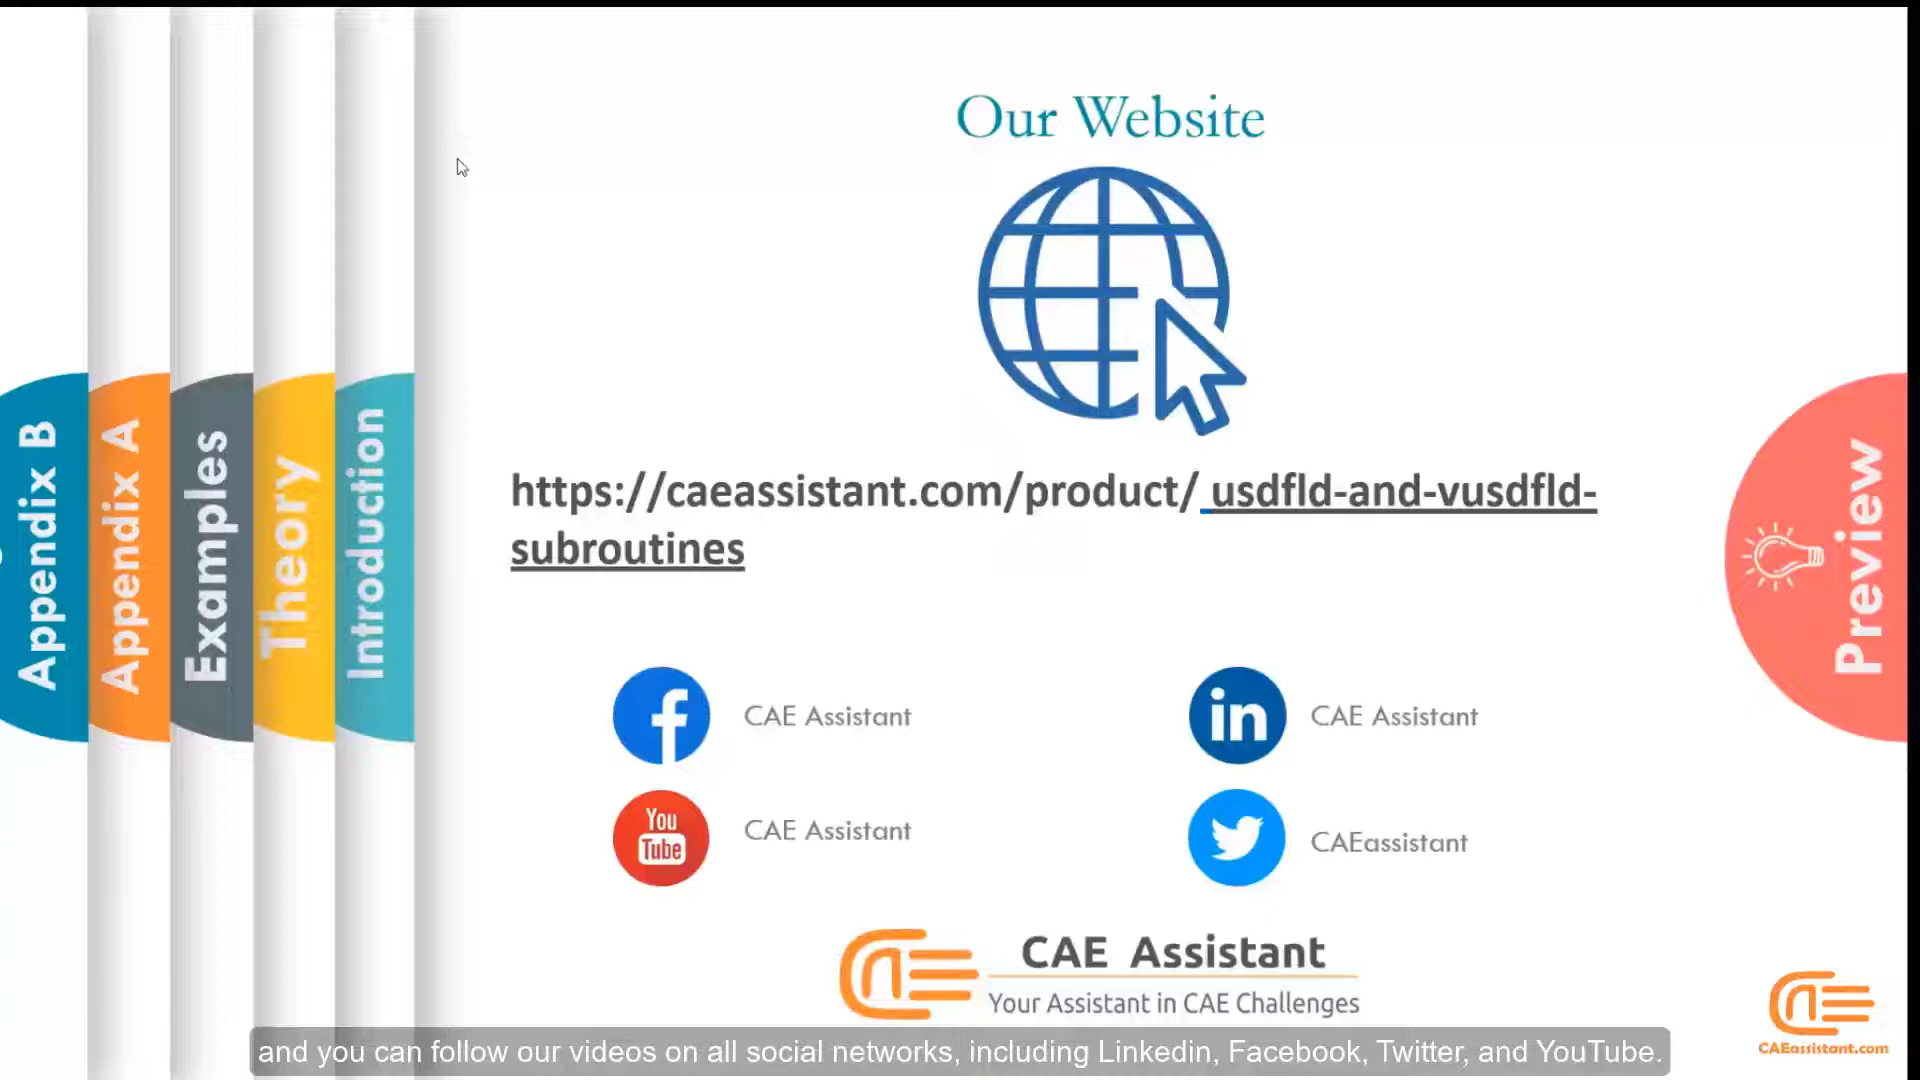 Our Website
https://caeassistant.com/product/ usdfld-and-vusdfld-
subroutines
Appendix B
Appendix A
Examples
Theory
Introduction
Preview
CAE Assistant
CAE Assistant
You
Tube
CAE Assistant
CAEassistant
CAE Assistant
Your Assistant in CAE Challenges
CAEassistant.com
and you can follow our videos on all social networks, including Linkedin, Facebook, Twitter, and YouTube.